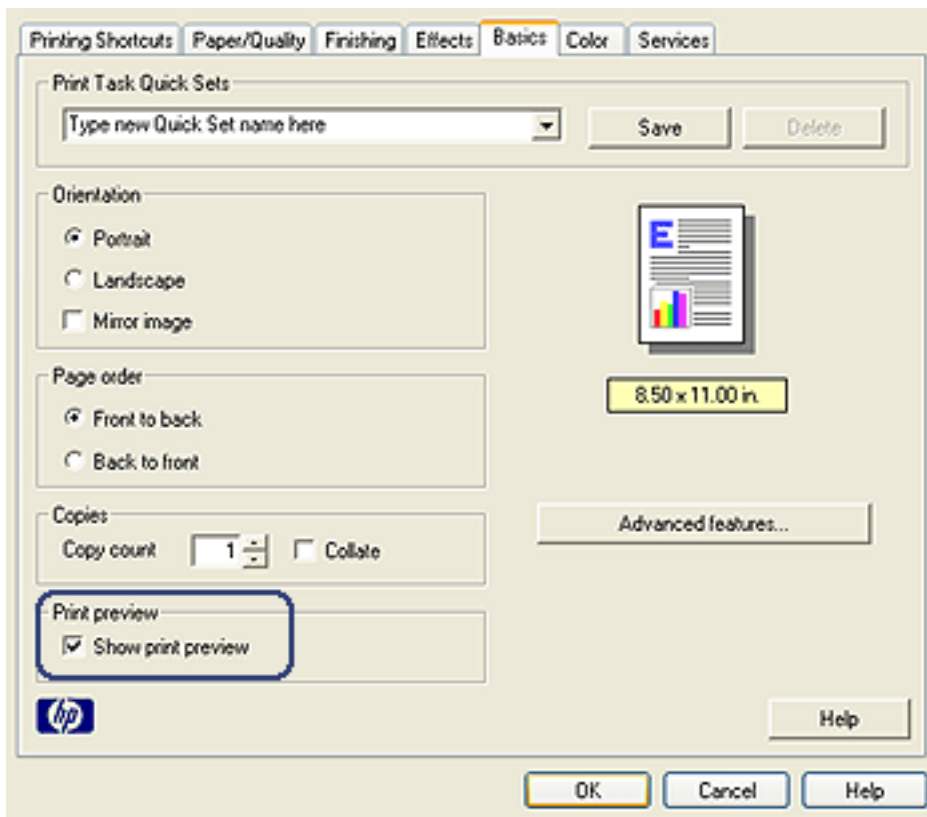 Printing Shortcuts Paper/Quality Finishing Effects Basics Color Services
Print Task Quick Sets
Type new Quick Set name here Save Delete
Orientation
Portrait
Landscape
Mirror image
E
8.50 x 11.00 in.
Page order
Front to back
Back to front
Copies
Copy count 1 Collate
Advanced features...
Print preview
Show print preview
hp
Help
OK Cancel Help